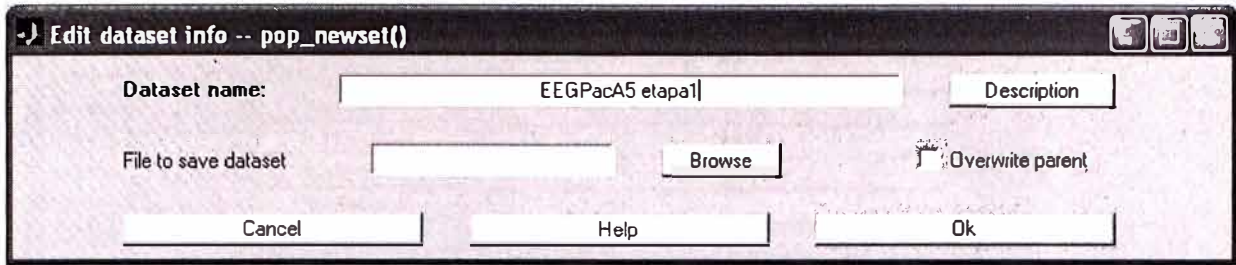 Edit dataset info -- pop_newset()
Dataset name: EEGPacA5 etapa1 Description
File to save dataset Browse Overwrite parent
Cancel Help Ok